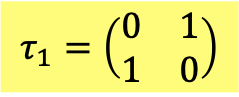 τ₁ = (0 1
1 0)